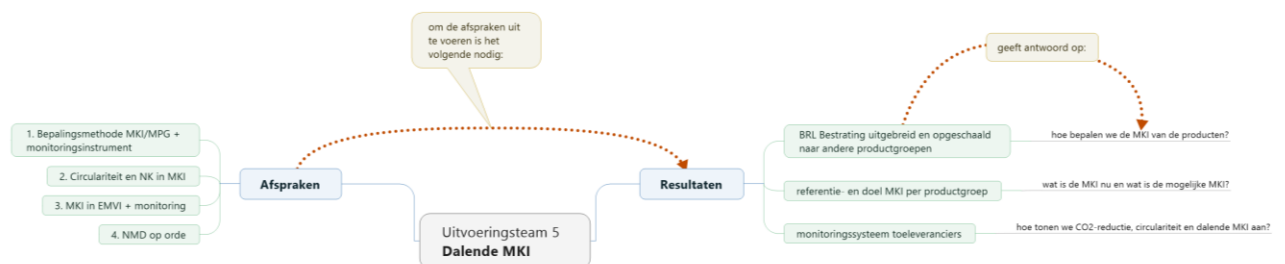 om de afspraken uit
te voeren is het
volgende nodig:
geeft antwoord op:
1. Bepalingsmethode MKI/MPG +
monitoringsinstrument
2. Circulariteit en NK in MKI
3. MKI in EMVI + monitoring
4. NMD op orde
Afspraken
Uitvoeringsteam 5
Dalende MKI
Resultaten
BRL Bestrating uitgebreid en opgeschaald
naar andere productgroepen
hoe bepalen we de MKI van de producten?
referentie- en doel MKI per productgroep
wat is de MKI nu en wat is de mogelijke MKI?
monitoringssysteem toeleveranciers
hoe tonen we CO2-reductie, circulariteit en dalende MKI aan?